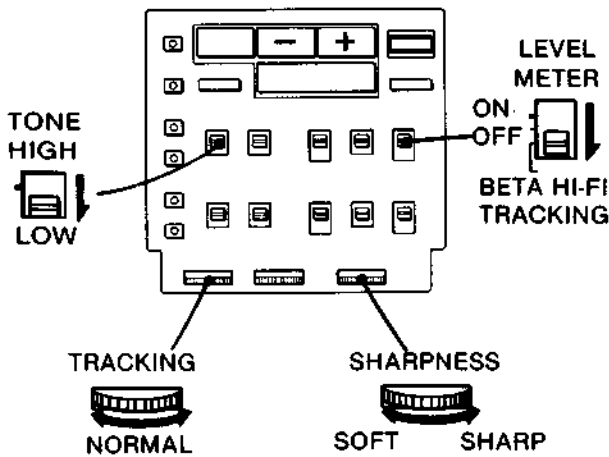 − +
LEVEL
METER
ON
OFF
BETA HI-FI
TRACKING
TONE
HIGH
LOW
TRACKING
NORMAL
SHARPNESS
SOFT SHARP